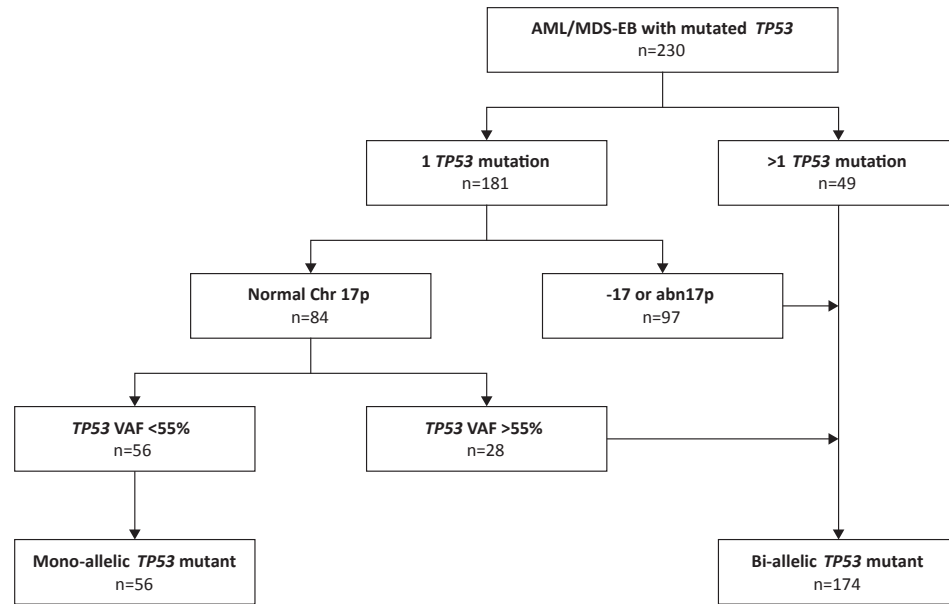 AML/MDS-EB with mutated TP53
n=230
1 TP53 mutation
n=181
>1 TP53 mutation
n=49
Normal Chr 17p
n=84
-17 or abn17p
n=97
TP53 VAF <55%
n=56
TP53 VAF >55%
n=28
Mono-allelic TP53 mutant
n=56
Bi-allelic TP53 mutant
n=174